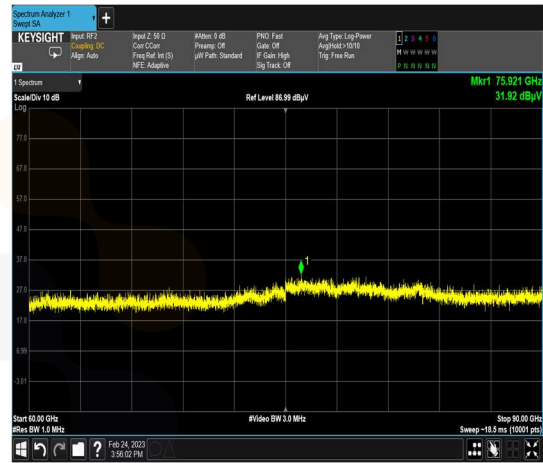 Spectrum Analyzer 1
Swept SA
+
KEYSIGHT
Input: RF2
Coupling: DC
Align: Auto
Input Z: 50 Ω
Corr CCorr
Freq Ref: Int (S)
NFE: Adaptive
#Atten: 0 dB
Preamp: Off
µW Path: Standard
PNO: Fast
Gate: Off
IF Gain: High
Sig Track: Off
Avg Type: Log-Power
Avg|Hold:>10/10
Trig: Free Run
1 2 3 4 5 6
M W W W W W
P N N N N N
LXI
1 Spectrum
Scale/Div 10 dB
Ref Level 86.99 dBµV
Mkr1 75.921 GHz
31.92 dBµV
Log
77.0
67.0
57.0
47.0
37.0
27.0
17.0
6.99
-3.01
1
Start 60.00 GHz
#Video BW 3.0 MHz
Stop 90.00 GHz
#Res BW 1.0 MHz
Sweep ~18.5 ms (10001 pts)
?
Feb 24, 2023
3:56:02 PM